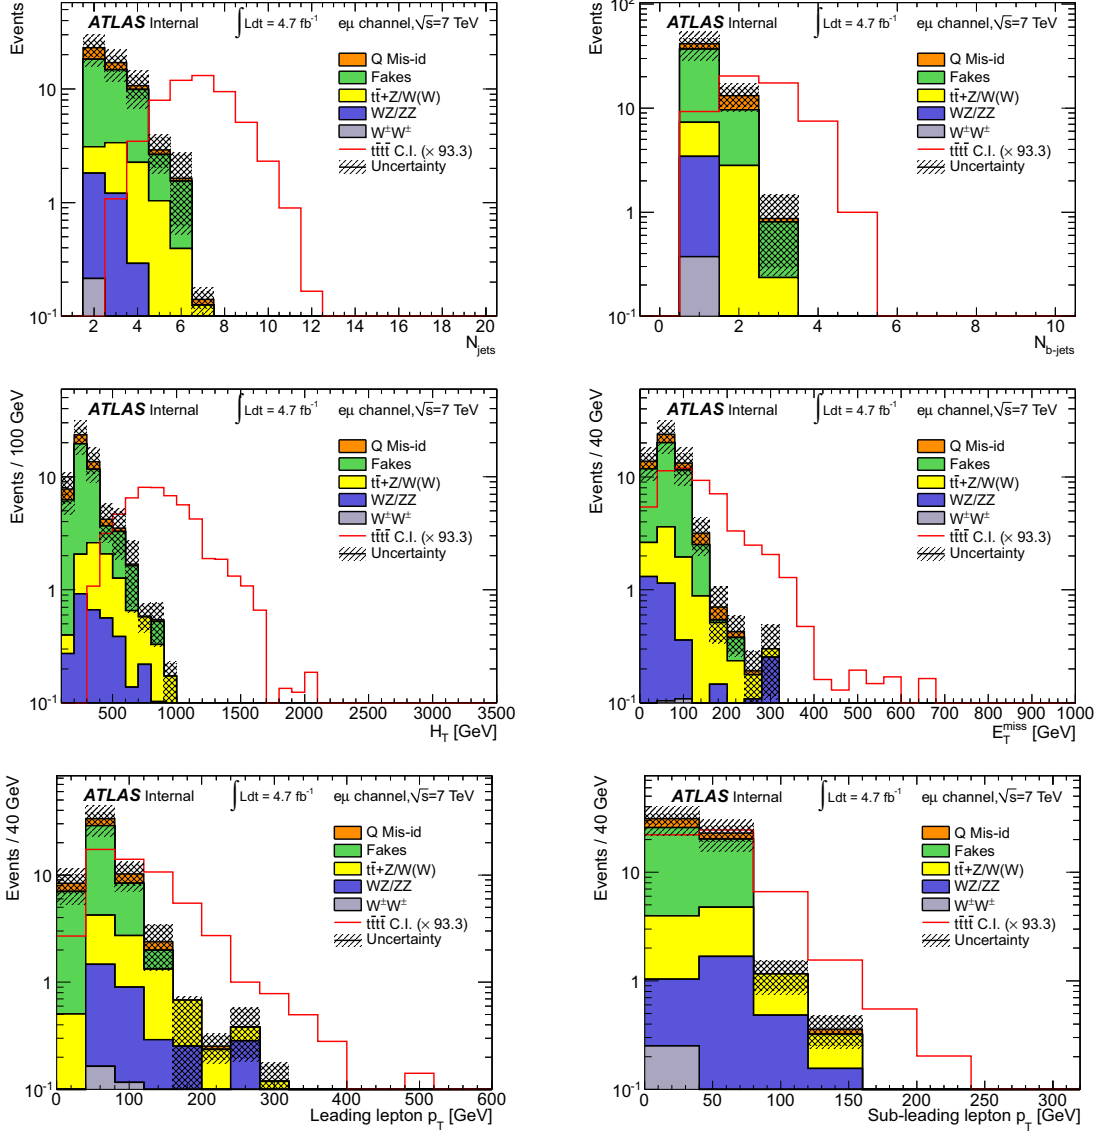 Events
10
1
10⁻¹
ATLAS Internal
∫ Ldt = 4.7 fb⁻¹
eμ channel,√s=7 TeV
Q Mis-id
Fakes
tt̄+Z/W(W)
WZ/ZZ
W±W±
tt̄tt̄ C.I. (× 93.3)
Uncertainty
2 4 6 8 10 12 14 16 18 20
N_jets
Events
10²
10
1
10⁻¹
ATLAS Internal
∫ Ldt = 4.7 fb⁻¹
eμ channel,√s=7 TeV
Q Mis-id
Fakes
tt̄+Z/W(W)
WZ/ZZ
W±W±
tt̄tt̄ C.I. (× 93.3)
Uncertainty
0 2 4 6 8 10
N_b-jets
Events / 100 GeV
10
1
10⁻¹
ATLAS Internal
∫ Ldt = 4.7 fb⁻¹
eμ channel,√s=7 TeV
Q Mis-id
Fakes
tt̄+Z/W(W)
WZ/ZZ
W±W±
tt̄tt̄ C.I. (× 93.3)
Uncertainty
500 1000 1500 2000 2500 3000 3500
H_T [GeV]
Events / 40 GeV
10
1
10⁻¹
ATLAS Internal
∫ Ldt = 4.7 fb⁻¹
eμ channel,√s=7 TeV
Q Mis-id
Fakes
tt̄+Z/W(W)
WZ/ZZ
W±W±
tt̄tt̄ C.I. (× 93.3)
Uncertainty
0 100 200 300 400 500 600 700 800 900 1000
E_T^miss [GeV]
Events / 40 GeV
10
1
10⁻¹
ATLAS Internal
∫ Ldt = 4.7 fb⁻¹
eμ channel,√s=7 TeV
Q Mis-id
Fakes
tt̄+Z/W(W)
WZ/ZZ
W±W±
tt̄tt̄ C.I. (× 93.3)
Uncertainty
0 100 200 300 400 500 600
Leading lepton p_T [GeV]
Events / 40 GeV
10
1
10⁻¹
ATLAS Internal
∫ Ldt = 4.7 fb⁻¹
eμ channel,√s=7 TeV
Q Mis-id
Fakes
tt̄+Z/W(W)
WZ/ZZ
W±W±
tt̄tt̄ C.I. (× 93.3)
Uncertainty
0 50 100 150 200 250 300
Sub-leading lepton p_T [GeV]